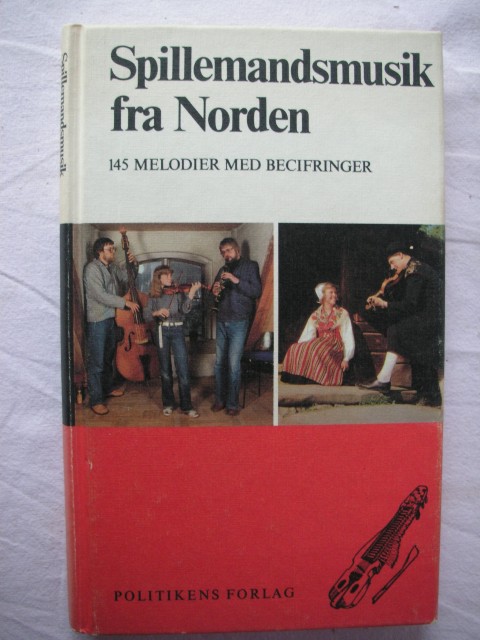 Spillemandsmusik
fra Norden
145 MELODIER MED BECIFRINGER
POLITIKENS FORLAG
Spillemandsmusik